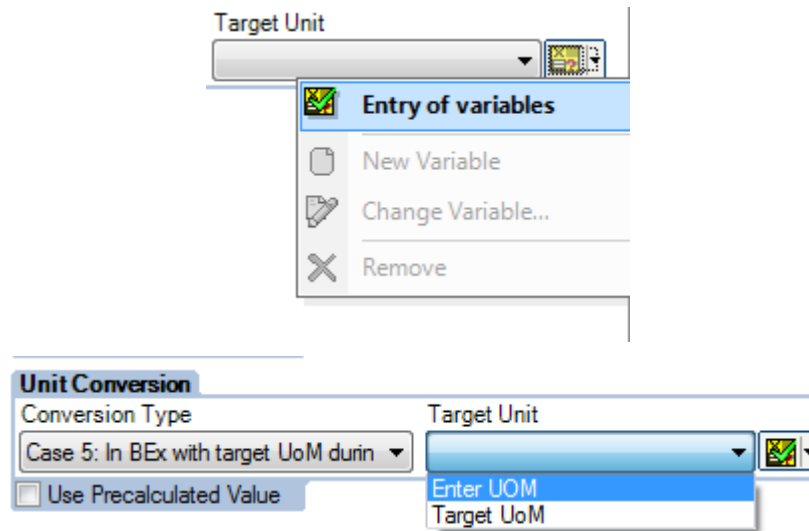 Target Unit
Entry of variables
New Variable
Change Variable...
Remove
Unit Conversion
Conversion Type Target Unit
Case 5: In BEx with target UoM durin
Use Precalculated Value Enter UOM
Target UoM